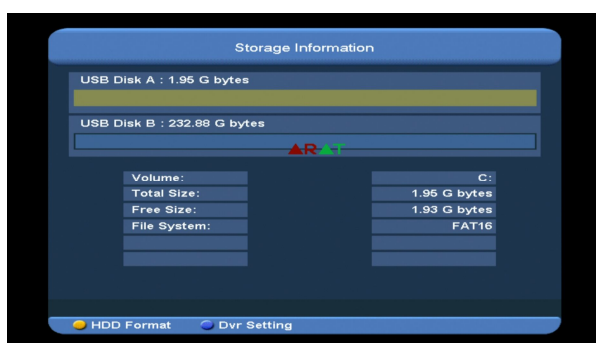 Storage Information
USB Disk A : 1.95 G bytes
USB Disk B : 232.88 G bytes
ARAT
Volume: C:
Total Size: 1.95 G bytes
Free Size: 1.93 G bytes
File System: FAT16
HDD Format Dvr Setting